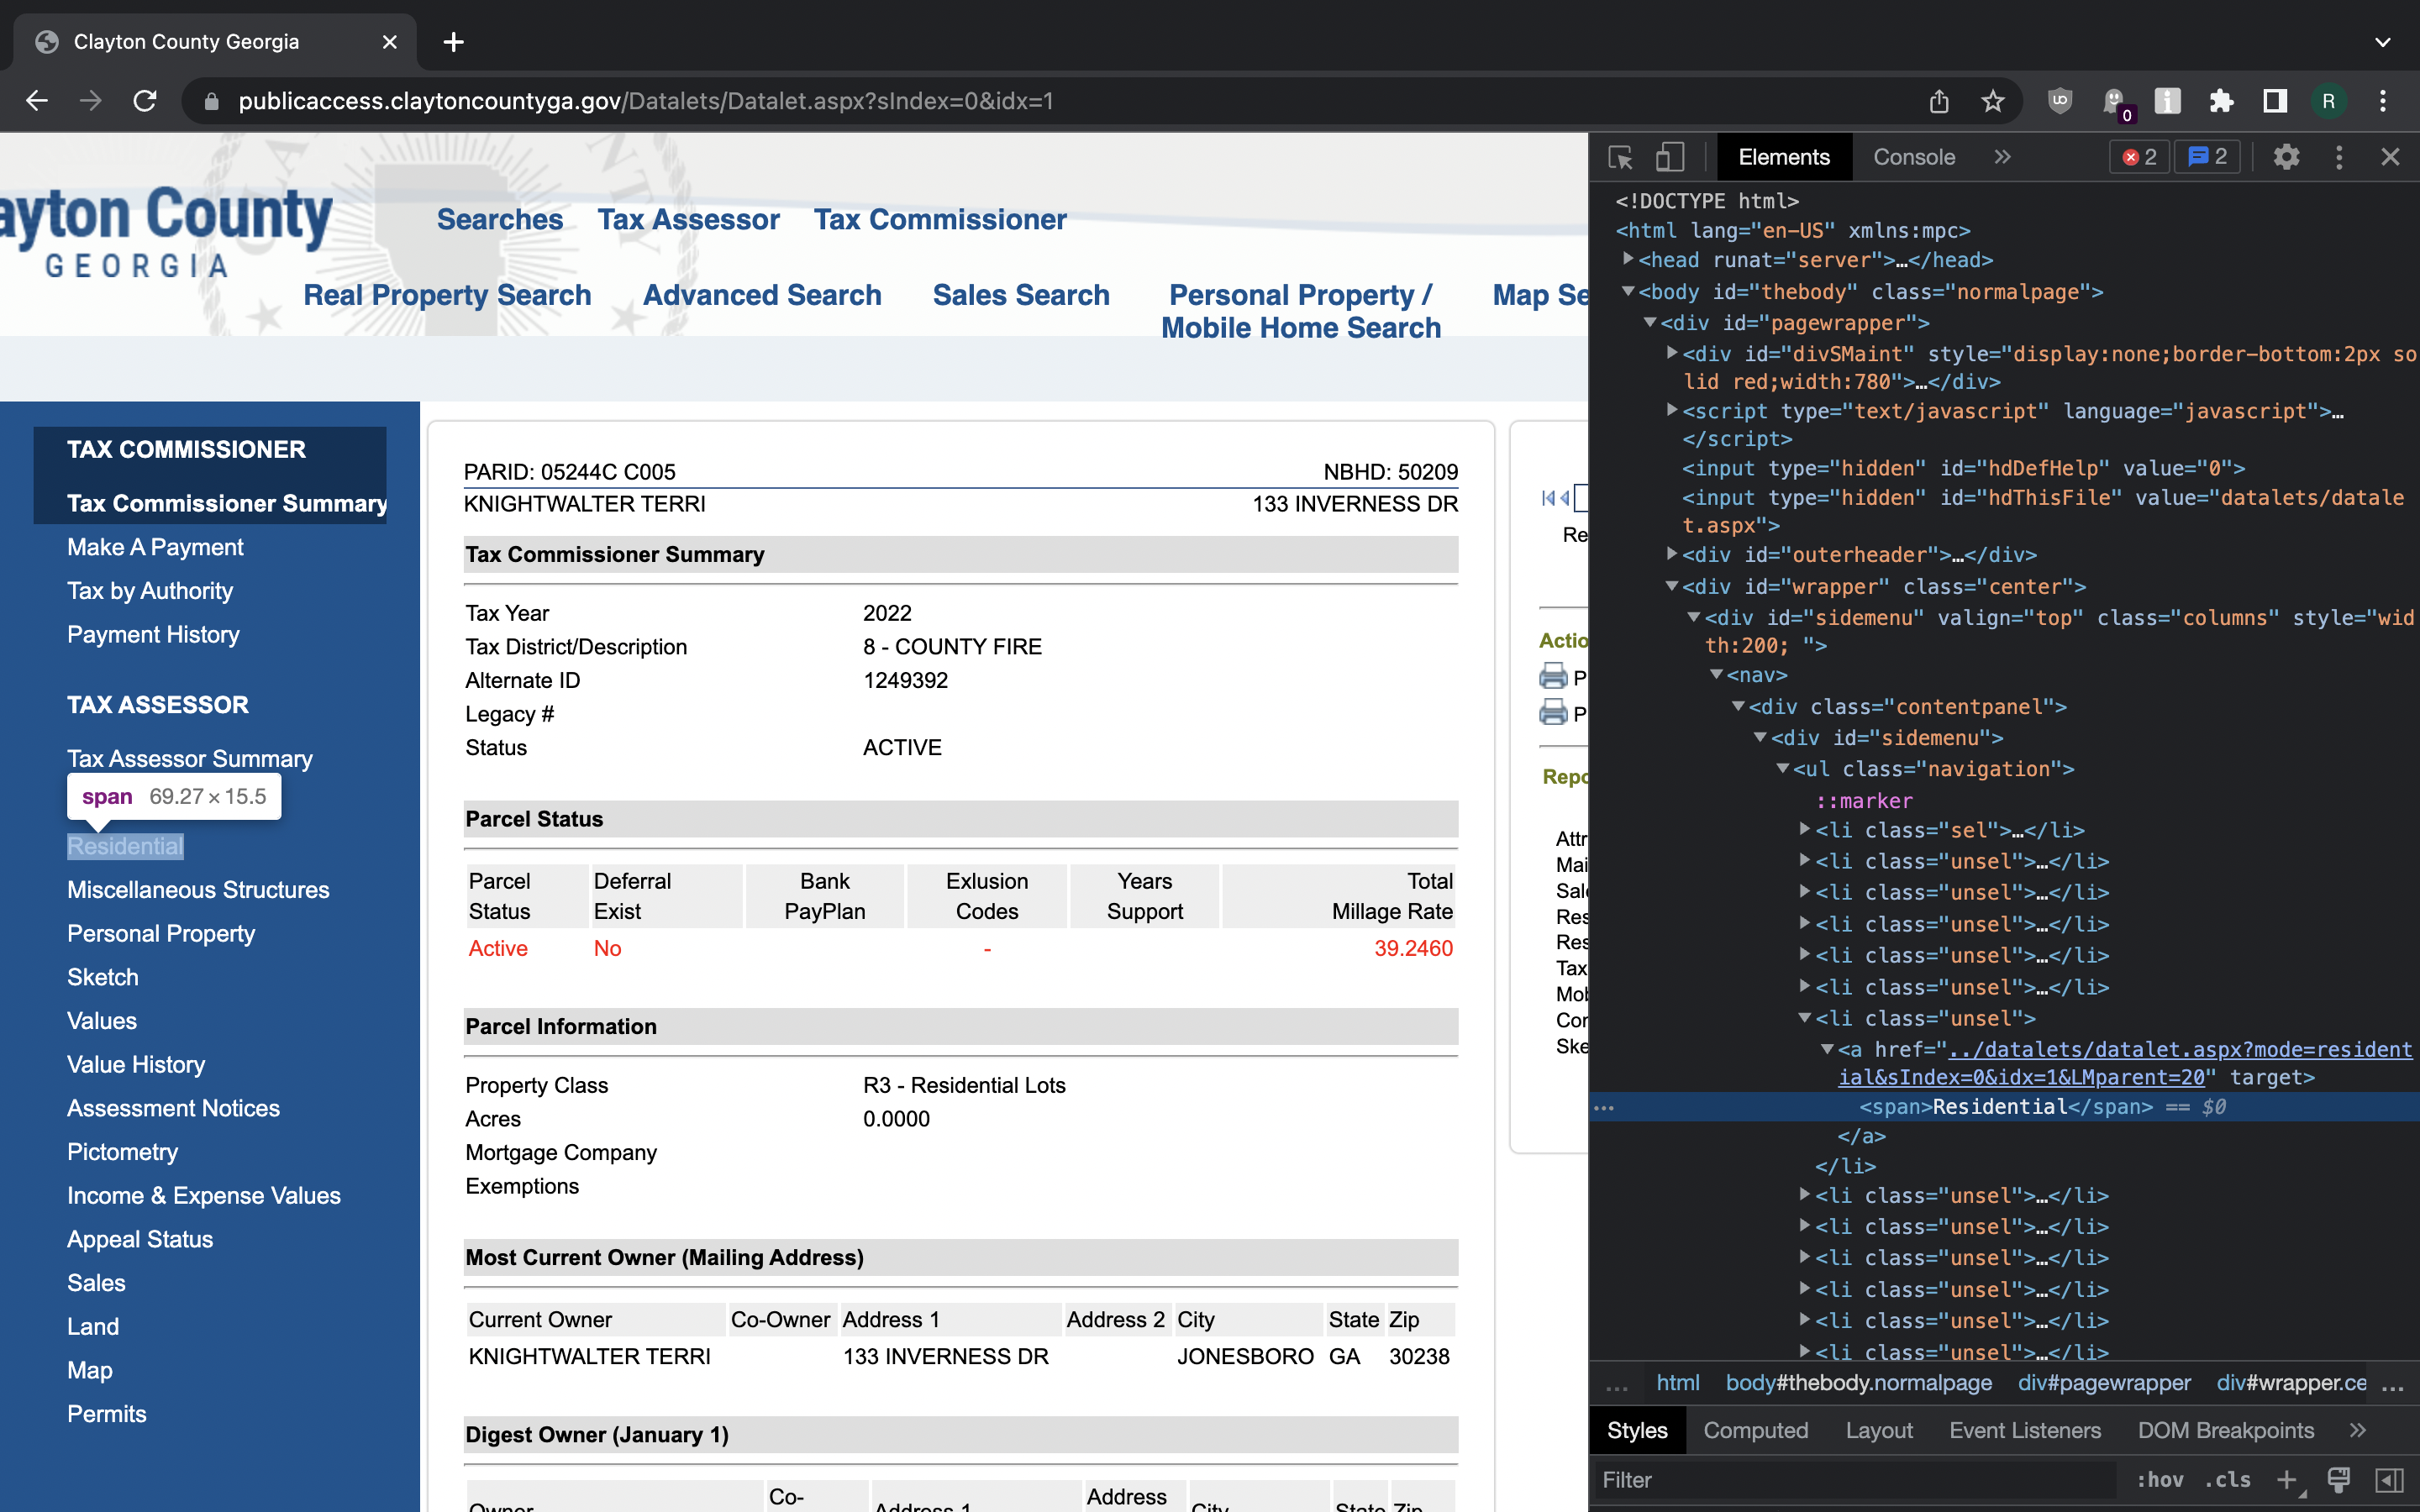 Clayton County Georgia
publicaccess.claytoncountyga.gov/Datalets/Datalet.aspx?sIndex=0&idx=1
0
R
ayton County
GEORGIA
Searches Tax Assessor Tax Commissioner
Real Property Search Advanced Search Sales Search Personal Property / Mobile Home Search Map Se
TAX COMMISSIONER
Tax Commissioner Summary
Make A Payment
Tax by Authority
Payment History
TAX ASSESSOR
Tax Assessor Summary
span 69.27 × 15.5
Residential
Miscellaneous Structures
Personal Property
Sketch
Values
Value History
Assessment Notices
Pictometry
Income & Expense Values
Appeal Status
Sales
Land
Map
Permits
PARID: 05244C C005 NBHD: 50209
KNIGHTWALTER TERRI 133 INVERNESS DR
Tax Commissioner Summary
Tax Year 2022
Tax District/Description 8 - COUNTY FIRE
Alternate ID 1249392
Legacy #
Status ACTIVE
Parcel Status
Parcel Status Deferral Exist Bank PayPlan Exlusion Codes Years Support Total Millage Rate
Active No - 39.2460
Parcel Information
Property Class R3 - Residential Lots
Acres 0.0000
Mortgage Company
Exemptions
Most Current Owner (Mailing Address)
Current Owner Co-Owner Address 1 Address 2 City State Zip
KNIGHTWALTER TERRI 133 INVERNESS DR JONESBORO GA 30238
Digest Owner (January 1)
Owner Co- Address 1 Address City State Zip
Re
Actio
P
P
Repo
Attr
Mai
Sale
Res
Res
Tax
Mob
Con
Ske
Elements Console » 2 2
<!DOCTYPE html>
<html lang="en-US" xmlns:mpc>
<head runat="server">…</head>
<body id="thebody" class="normalpage">
<div id="pagewrapper">
<div id="divSMaint" style="display:none;border-bottom:2px so
lid red;width:780">…</div>
<script type="text/javascript" language="javascript">…
</script>
<input type="hidden" id="hdDefHelp" value="0">
<input type="hidden" id="hdThisFile" value="datalets/datale
t.aspx">
<div id="outerheader">…</div>
<div id="wrapper" class="center">
<div id="sidemenu" valign="top" class="columns" style="wid
th:200; ">
<nav>
<div class="contentpanel">
<div id="sidemenu">
<ul class="navigation">
::marker
<li class="sel">…</li>
<li class="unsel">…</li>
<li class="unsel">…</li>
<li class="unsel">…</li>
<li class="unsel">…</li>
<li class="unsel">…</li>
<li class="unsel">
<a href="../datalets/datalet.aspx?mode=resident
ial&sIndex=0&idx=1&LMparent=20" target>
<span>Residential</span> == $0
</a>
</li>
<li class="unsel">…</li>
<li class="unsel">…</li>
<li class="unsel">…</li>
<li class="unsel">…</li>
<li class="unsel">…</li>
<li class="unsel">…</li>
… html body#thebody.normalpage div#pagewrapper div#wrapper.ce …
Styles Computed Layout Event Listeners DOM Breakpoints »
Filter :hov .cls